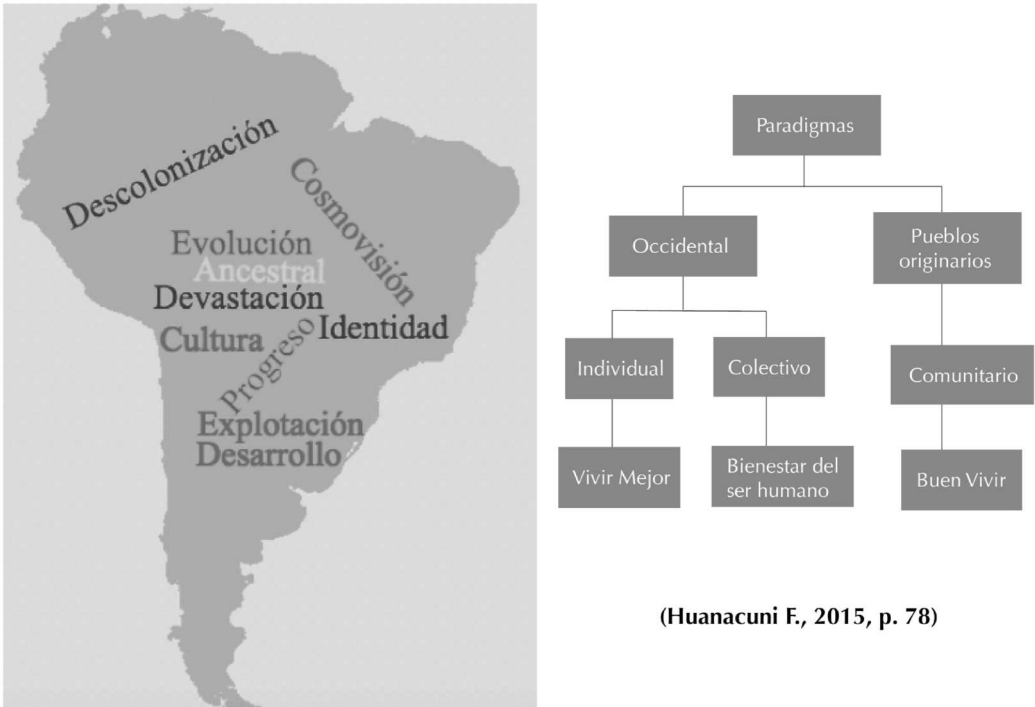 Descolonización
Cosmovisión
Evolución
Ancestral
Devastación
Identidad
Cultura
Progreso
Explotación
Desarrollo
Paradigmas
Occidental
Pueblos
originarios
Individual
Colectivo
Comunitario
Vivir Mejor
Bienestar del
ser humano
Buen Vivir
(Huanacuni F., 2015, p. 78)